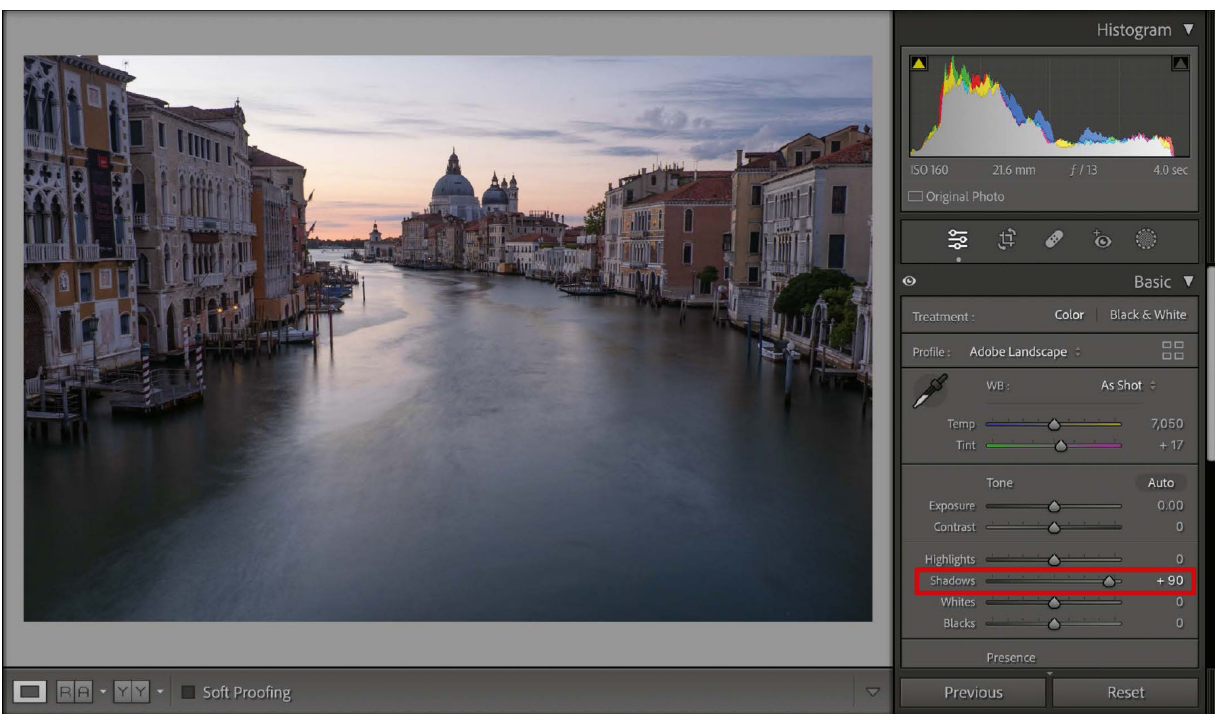 Histogram
ISO 160 21.6 mm ƒ / 13 4.0 sec
Original Photo
Basic
Treatment : Color Black & White
Profile : Adobe Landscape
WB : As Shot
Temp 7,050
Tint + 17
Tone Auto
Exposure 0.00
Contrast 0
Highlights 0
Shadows + 90
Whites 0
Blacks 0
Presence
R A Y Y Soft Proofing
Previous Reset